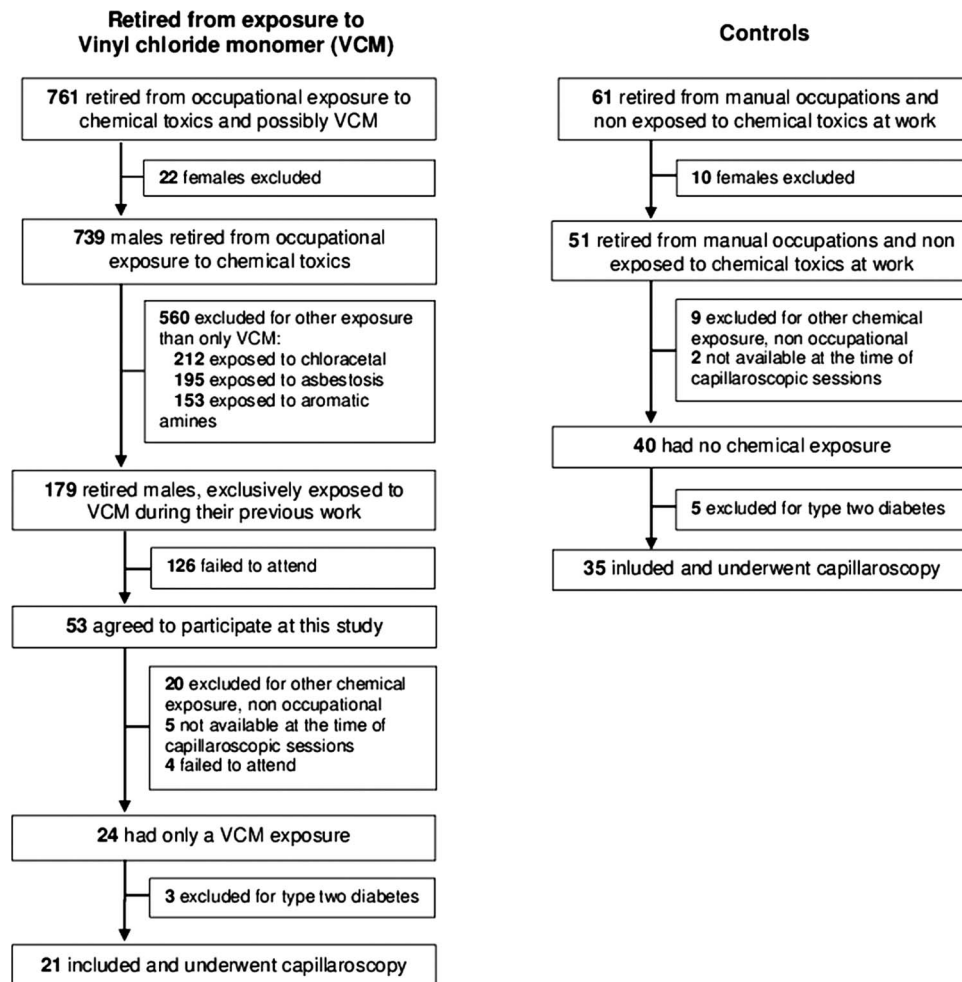 Retired from exposure to
Vinyl chloride monomer (VCM)
761 retired from occupational exposure to
chemical toxics and possibly VCM
22 females excluded
739 males retired from occupational
exposure to chemical toxics
560 excluded for other exposure
than only VCM:
212 exposed to chloracetal
195 exposed to asbestosis
153 exposed to aromatic
amines
179 retired males, exclusively exposed to
VCM during their previous work
126 failed to attend
53 agreed to participate at this study
20 excluded for other chemical
exposure, non occupational
5 not available at the time of
capillaroscopic sessions
4 failed to attend
24 had only a VCM exposure
3 excluded for type two diabetes
21 included and underwent capillaroscopy
Controls
61 retired from manual occupations and
non exposed to chemical toxics at work
10 females excluded
51 retired from manual occupations and non
exposed to chemical toxics at work
9 excluded for other chemical
exposure, non occupational
2 not available at the time of
capillaroscopic sessions
40 had no chemical exposure
5 excluded for type two diabetes
35 inluded and underwent capillaroscopy